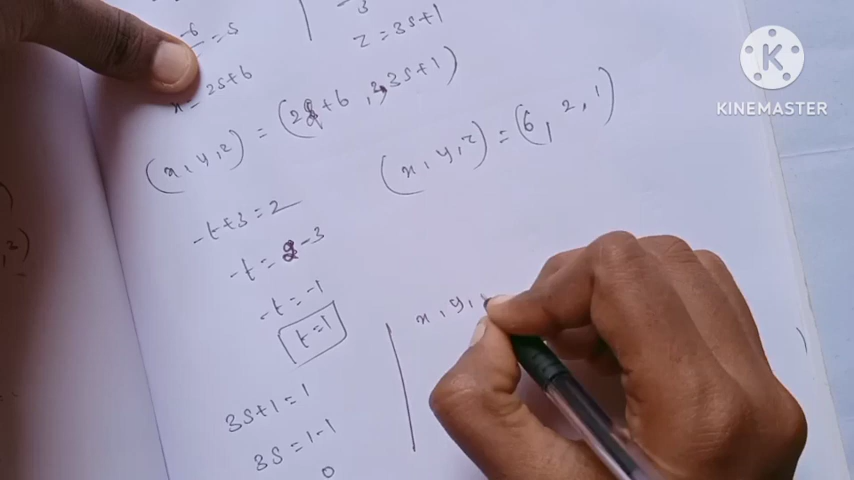 -6/ = s
z = 3s+1
x - 2s+6
(x, y, z) = (2s+6, 2, 3s+1)
(x, y, z) = (6, 2, 1)
-t+3 = 2
-t = 2-3
-t = -1
t=1
x, y,
3s+1 = 1
3s = 1-1
0
KINEMASTER